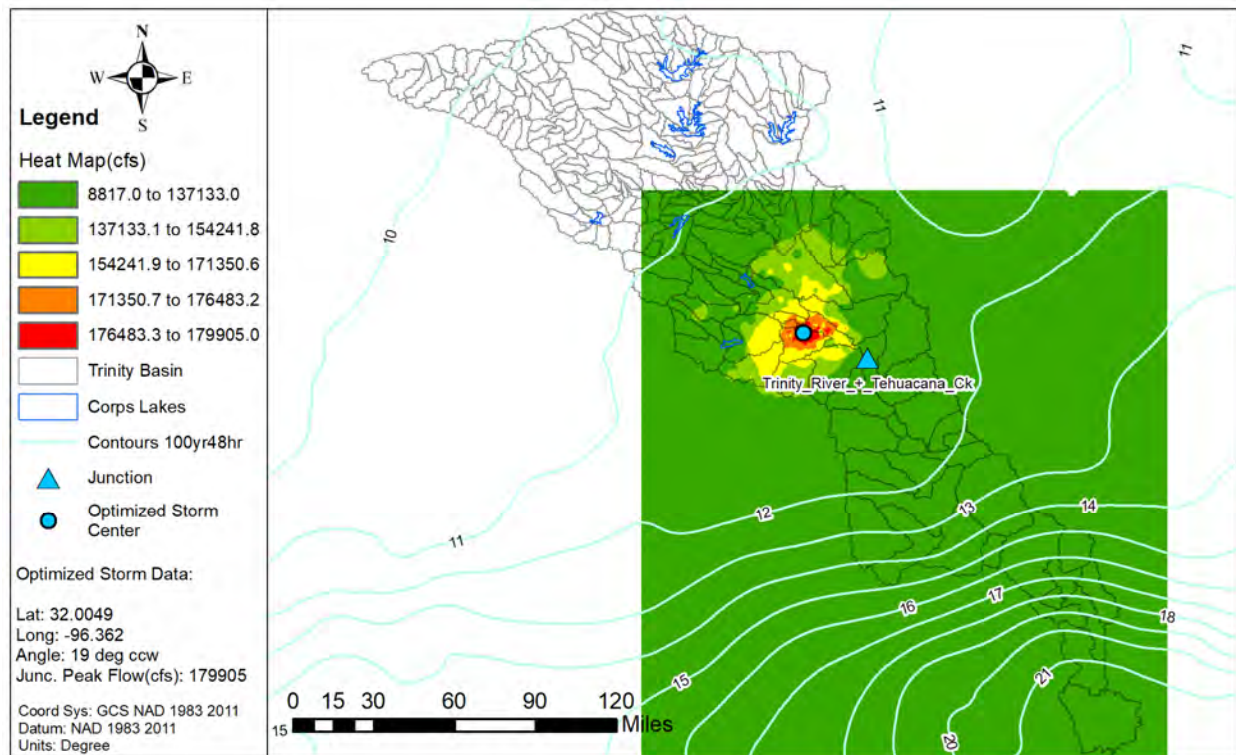 N
W
E
S
Legend
Heat Map(cfs)
8817.0 to 137133.0
137133.1 to 154241.8
154241.9 to 171350.6
171350.7 to 176483.2
176483.3 to 179905.0
Trinity Basin
Corps Lakes
Contours 100yr48hr
Junction
Optimized Storm
Center
Optimized Storm Data:
Lat: 32.0049
Long: -96.362
Angle: 19 deg ccw
Junc. Peak Flow(cfs): 179905
Coord Sys: GCS NAD 1983 2011
Datum: NAD 1983 2011
Units: Degree
11
11
10
Trinity_River_+_Tehuacana_Ck
12
13
14
11
16
17
18
15
21
20
0 15 30 60 90 120
Miles
15